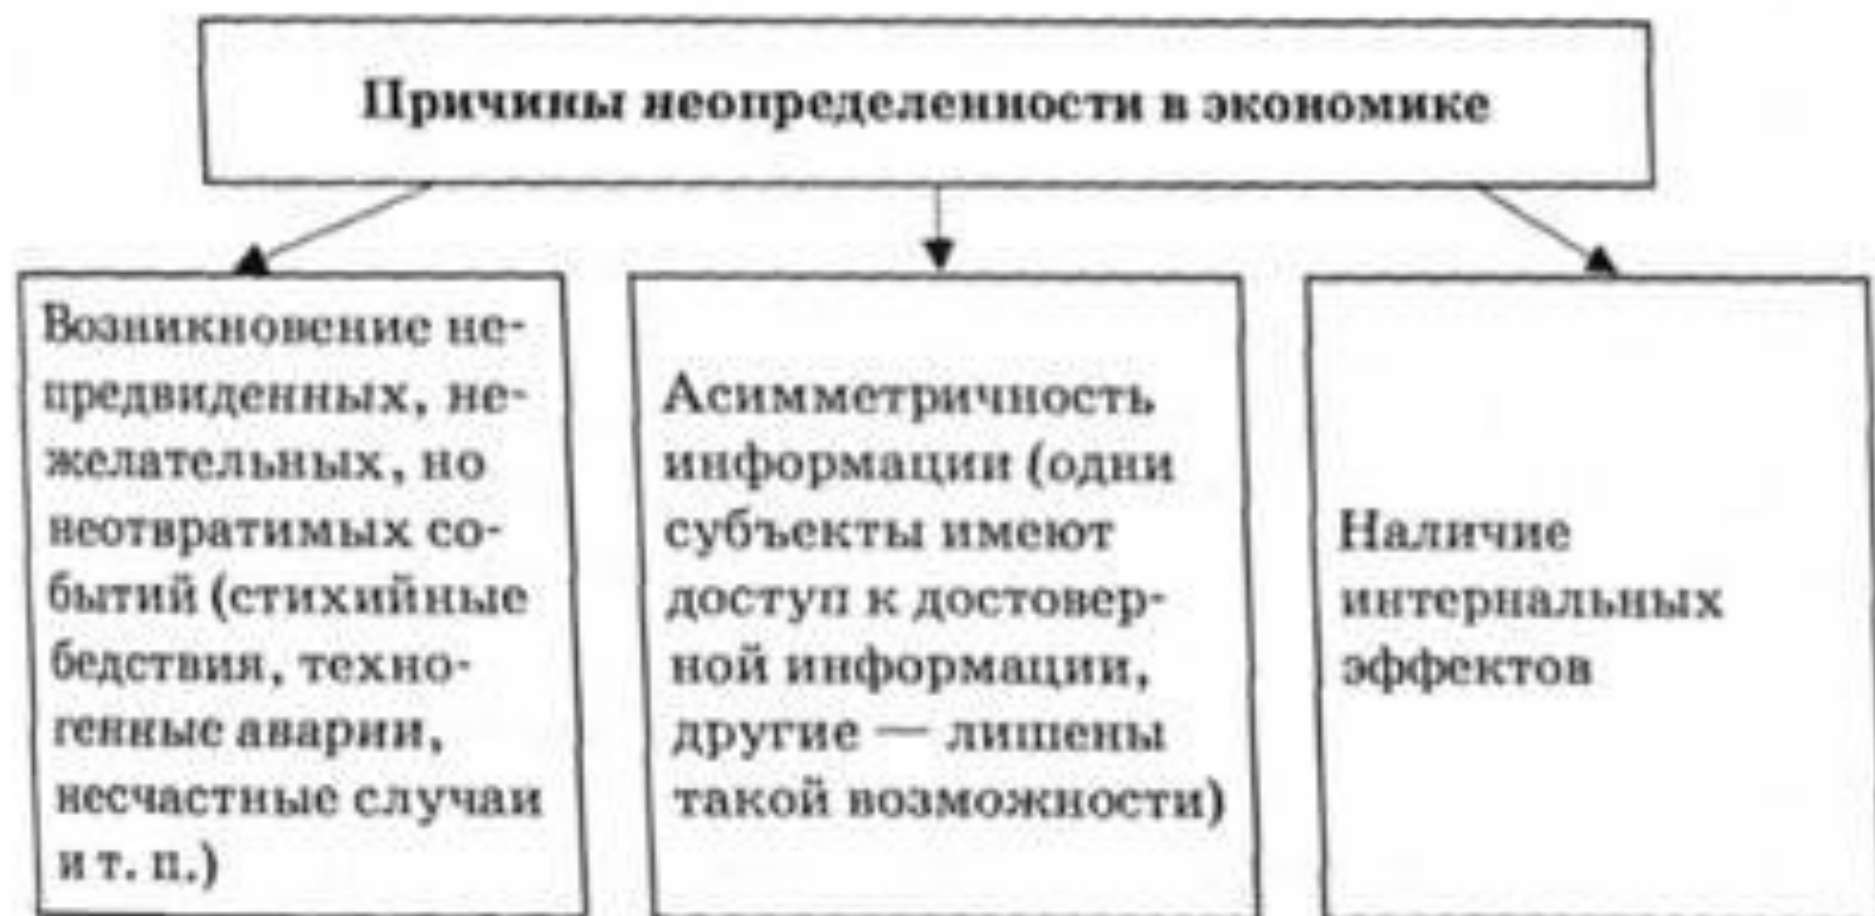 Причины неопределенности в экономике
Возникновение не-
предвиденных, не-
желательных, но
неотвратимых со-
бытий (стихийные
бедствия, техно-
генные аварии,
несчастные случаи
и т. п.)
Асимметричность
информации (одни
субъекты имеют
доступ к достовер-
ной информации,
другие — лишены
такой возможности)
Наличие
интернальных
эффектов